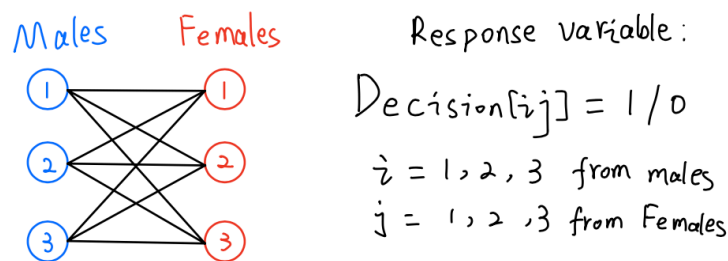 Males
Females
1
1
2
2
3
3
Response variable:
Decision[ij] = 1/0
i = 1, 2, 3 from males
j = 1, 2, 3 from Females